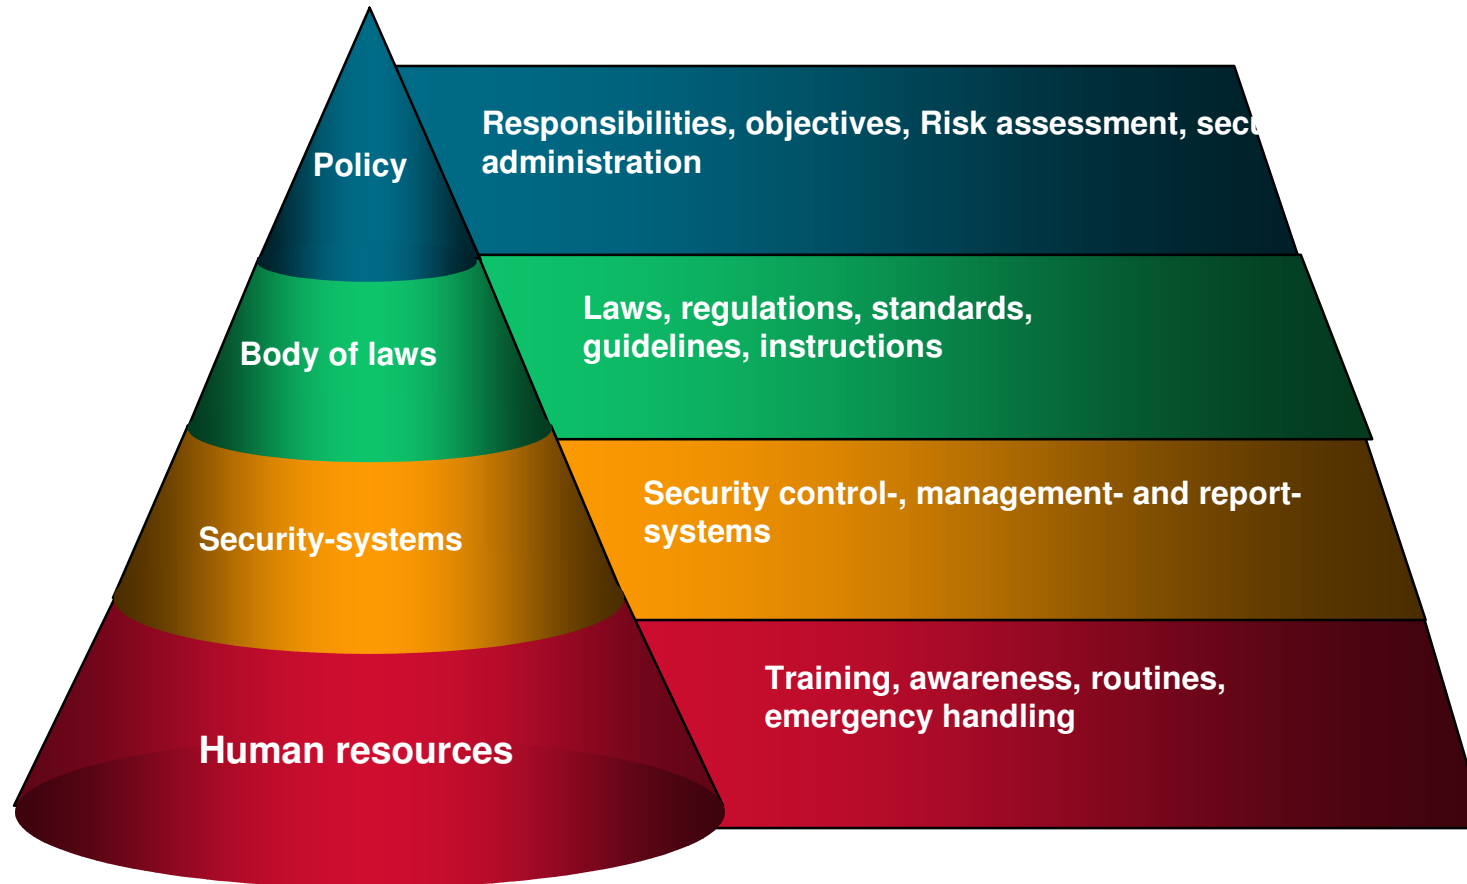 Responsibilities, objectives, Risk assessment,
administration
Policy
Laws, regulations, standards,
guidelines, instructions
Body of laws
Security control-, management- and report-
systems
Security-systems
Training, awareness, routines,
emergency handling
Human resources